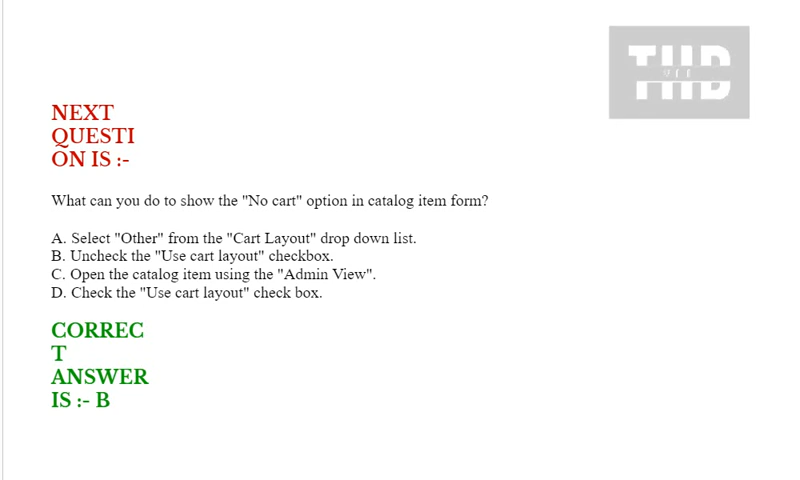 THD
NEXT
QUESTI
ON IS :-
What can you do to show the "No cart" option in catalog item form?
A. Select "Other" from the "Cart Layout" drop down list.
B. Uncheck the "Use cart layout" checkbox.
C. Open the catalog item using the "Admin View".
D. Check the "Use cart layout" check box.
CORREC
T
ANSWER
IS :- B